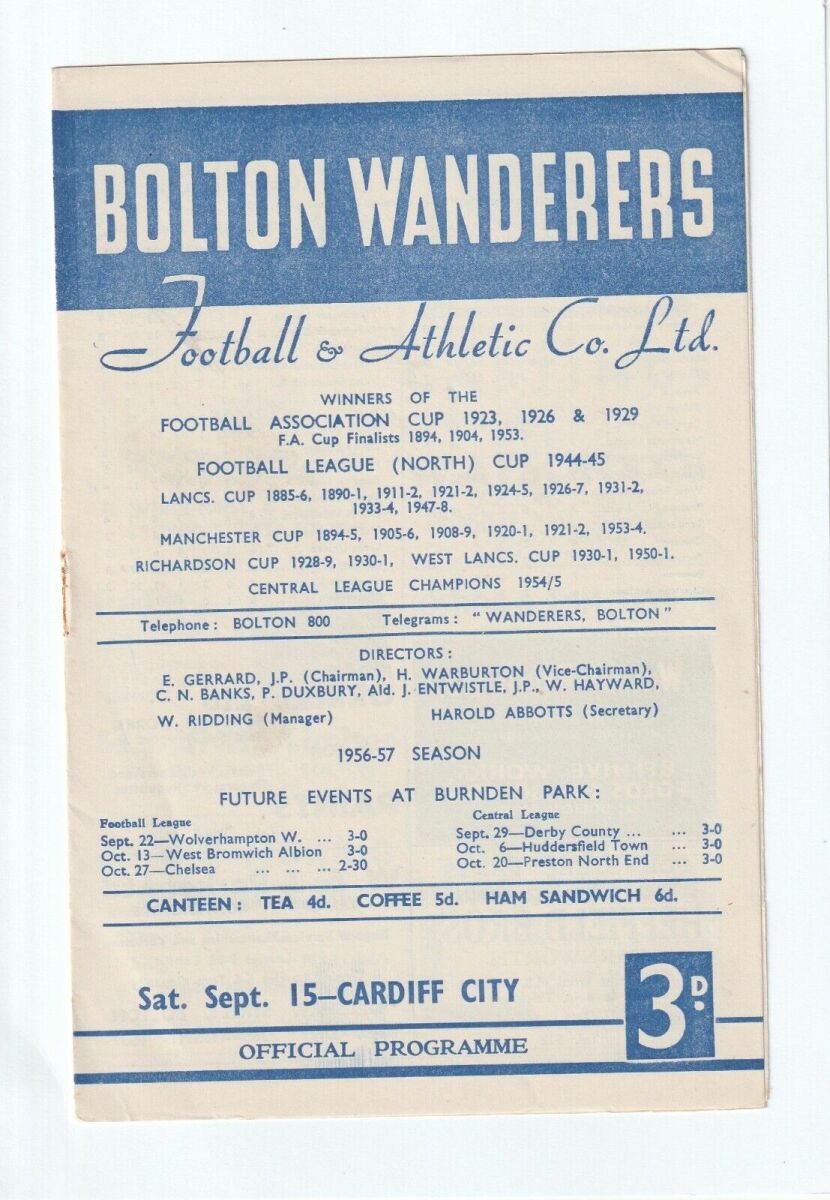 BOLTON WANDERERS
Football & Athletic Co. Ltd.
WINNERS OF THE
FOOTBALL ASSOCIATION CUP 1923, 1926 & 1929
F.A. Cup Finalists 1894, 1904, 1953.
FOOTBALL LEAGUE (NORTH) CUP 1944-45
LANCS. CUP 1885-6, 1890-1, 1911-2, 1921-2, 1924-5, 1926-7, 1931-2,
1933-4, 1947-8.
MANCHESTER CUP 1894-5, 1905-6, 1908-9, 1920-1, 1921-2, 1953-4.
RICHARDSON CUP 1928-9, 1930-1, WEST LANCS. CUP 1930-1, 1950-1.
CENTRAL LEAGUE CHAMPIONS 1954/5
Telephone: BOLTON 800 Telegrams: "WANDERERS, BOLTON"
DIRECTORS:
E. GERRARD, J.P. (Chairman), H. WARBURTON (Vice-Chairman),
C. N. BANKS, P. DUXBURY, Ald. J. ENTWISTLE, J.P., W. HAYWARD,
W. RIDDING (Manager) HAROLD ABBOTTS (Secretary)
1956-57 SEASON
FUTURE EVENTS AT BURNDEN PARK:
Football League
Sept. 22—Wolverhampton W. ... 3-0
Oct. 13—West Bromwich Albion 3-0
Oct. 27—Chelsea ... ... ... 2-30
Central League
Sept. 29—Derby County ... ... 3-0
Oct. 6—Huddersfield Town ... 3-0
Oct. 20—Preston North End ... 3-0
CANTEEN: TEA 4d. COFFEE 5d. HAM SANDWICH 6d.
Sat. Sept. 15—CARDIFF CITY
3D.
OFFICIAL PROGRAMME